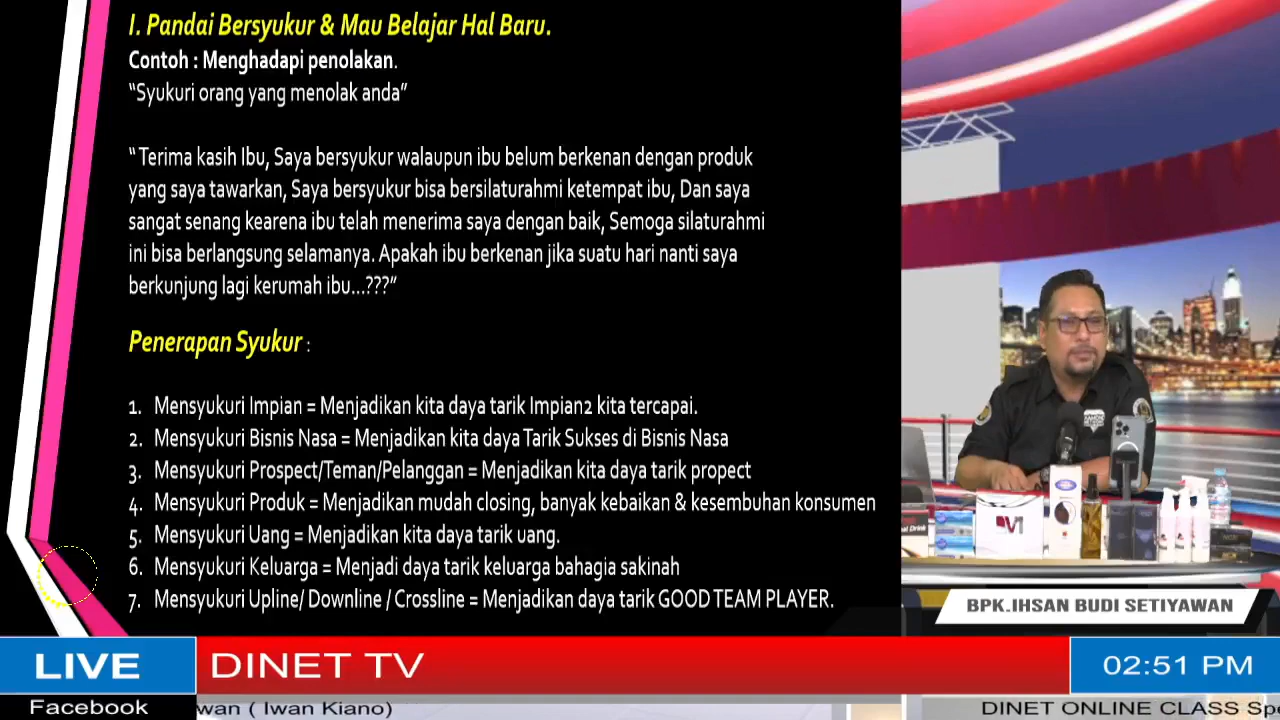 I. Pandai Bersyukur & Mau Belajar Hal Baru.
Contoh : Menghadapi penolakan.
“Syukuri orang yang menolak anda”
“ Terima kasih Ibu, Saya bersyukur walaupun ibu belum berkenan dengan produk
yang saya tawarkan, Saya bersyukur bisa bersilaturahmi ketempat ibu, Dan saya
sangat senang kearena ibu telah menerima saya dengan baik, Semoga silaturahmi
ini bisa berlangsung selamanya. Apakah ibu berkenan jika suatu hari nanti saya
berkunjung lagi kerumah ibu...???”
Penerapan Syukur :
1. Mensyukuri Impian = Menjadikan kita daya tarik Impian2 kita tercapai.
2. Mensyukuri Bisnis Nasa = Menjadikan kita daya Tarik Sukses di Bisnis Nasa
3. Mensyukuri Prospect/Teman/Pelanggan = Menjadikan kita daya tarik propect
4. Mensyukuri Produk = Menjadikan mudah closing, banyak kebaikan & kesembuhan konsumen
5. Mensyukuri Uang = Menjadikan kita daya tarik uang.
6. Mensyukuri Keluarga = Menjadi daya tarik keluarga bahagia sakinah
7. Mensyukuri Upline/ Downline / Crossline = Menjadikan daya tarik GOOD TEAM PLAYER.
V1
BPK.IHSAN BUDI SETIYAWAN
LIVE
DINET TV
02:51 PM
Facebook
wan ( Iwan Kiano)
DINET ONLINE CLASS Spe